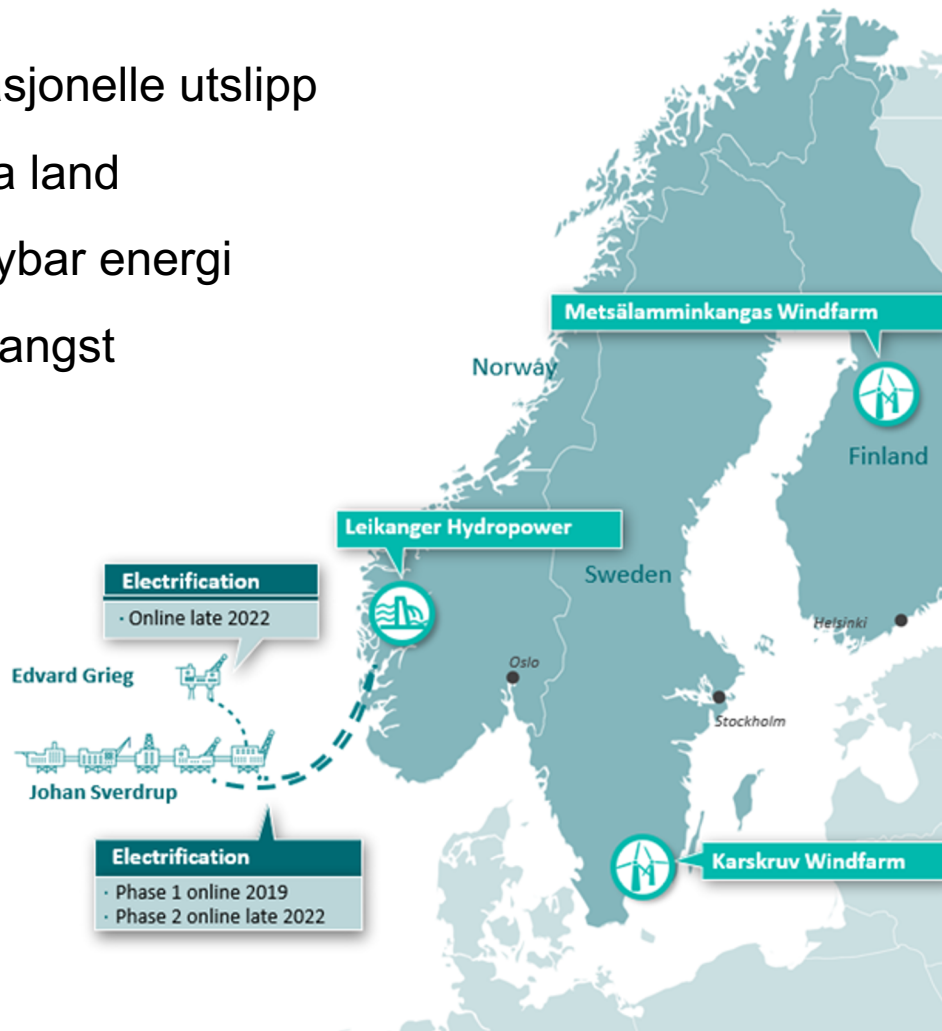 sjonelle utslipp
a land
ybar energi
angst
Metsälamminkangas Windfarm
Norway
Finland
Leikanger Hydropower
Sweden
Electrification
· Online late 2022
Helsinki
Edvard Grieg
Oslo
Stockholm
Johan Sverdrup
Electrification
· Phase 1 online 2019
· Phase 2 online late 2022
Karskruv Windfarm